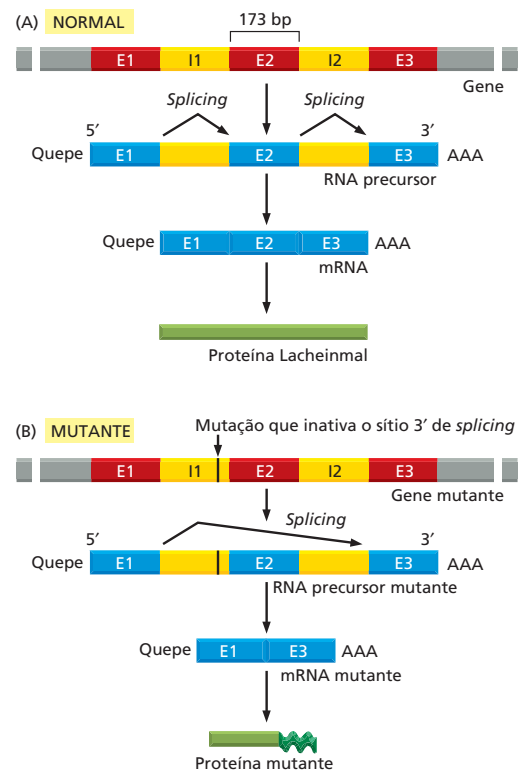 (A) NORMAL
173 bp
E1 I1 E2 I2 E3
Gene
Splicing Splicing
5′ 3′
Quepe E1 E2 E3 AAA
RNA precursor
Quepe E1 E2 E3 AAA
mRNA
Proteína Lacheinmal
(B) MUTANTE
Mutação que inativa o sítio 3′ de splicing
E1 I1 E2 I2 E3
Gene mutante
Splicing
5′ 3′
Quepe E1 E2 E3 AAA
RNA precursor mutante
Quepe E1 E3 AAA
mRNA mutante
Proteína mutante